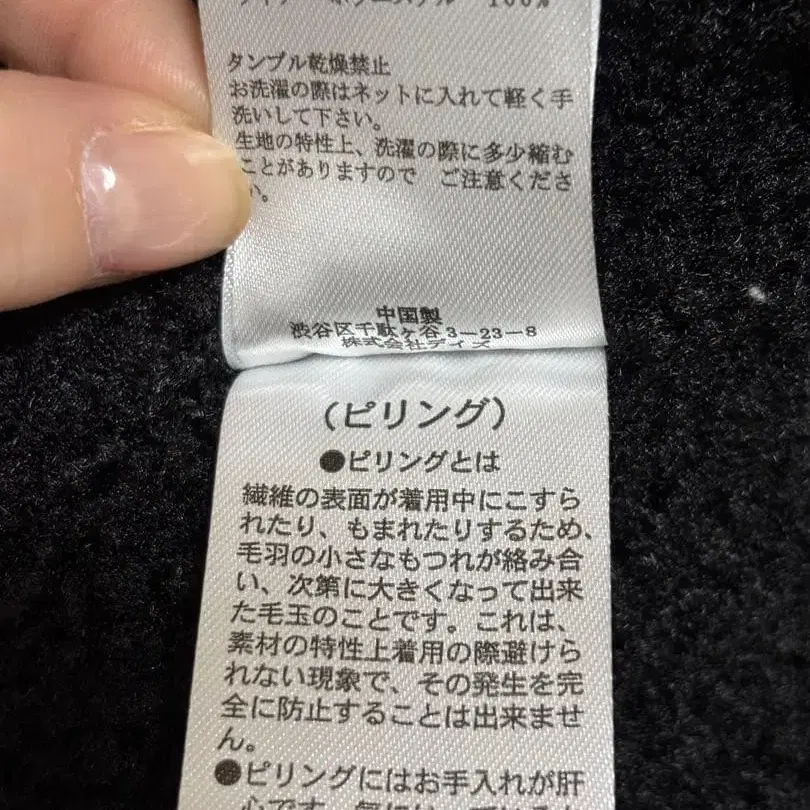 100%
タンブル乾燥禁止
お洗濯の際はネットに入れて軽く手
洗いして下さい。
生地の特性上、洗濯の際に多少縮む
ことがありますので　ご注意くださ
い。
中国製
渋谷区千駄ヶ谷3−23−8
株式会社デイズ
(ピリング)
●ピリングとは
繊維の表面が着用中にこすら
れたり、もまれたりするため、
毛羽の小さなもつれが絡み合
い、次第に大きくなって出来
た毛玉のことです。これは、
素材の特性上着用の際避けら
れない現象で、その発生を完
全に防止することは出来ませ
ん。
●ピリングにはお手入れが肝
心です。